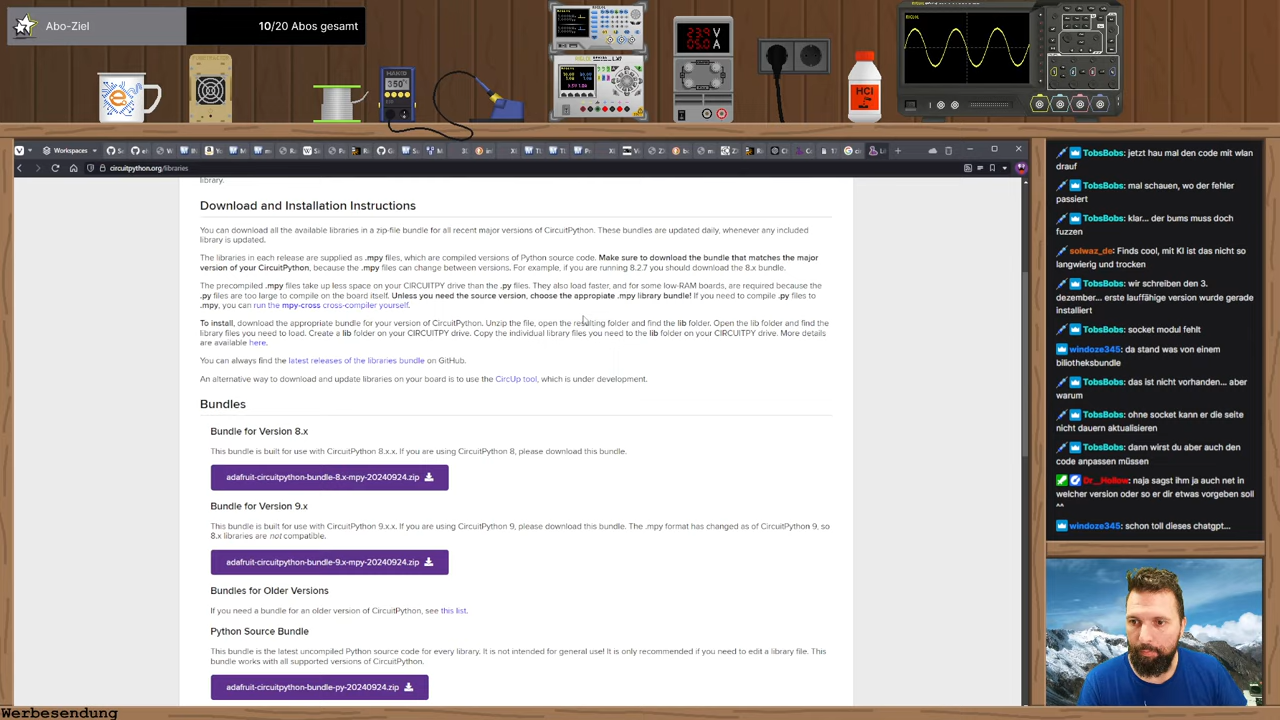 Abo-Ziel
10/20 Abos gesamt
RIGOL
23.9 V
05.0 A
HAKKO
350°
HCl
RIGOL
Workspaces
circuitpython.org/libraries
library.
Download and Installation Instructions
You can download all the available libraries in a zip-file bundle for all recent major versions of CircuitPython. These bundles are updated daily, whenever any included
library is updated.
The libraries in each release are supplied as .mpy files, which are compiled versions of Python source code. Make sure to download the bundle that matches the major
version of your CircuitPython, because the .mpy files can change between versions. For example, if you are running 8.2.7 you should download the 8.x bundle.
The precompiled .mpy files take up less space on your CIRCUITPY drive than the .py files. They also load faster, and for some low-RAM boards, are required because the
.py files are too large to compile on the board itself. Unless you need the source version, choose the appropiate .mpy library bundle! If you need to compile .py files to
.mpy, you can run the mpy-cross cross-compiler yourself.
To install, download the appropriate bundle for your version of CircuitPython. Unzip the file, open the resulting folder and find the lib folder. Open the lib folder and find the
library files you need to load. Create a lib folder on your CIRCUITPY drive. Copy the individual library files you need to the lib folder on your CIRCUITPY drive. More details
are available here.
You can always find the latest releases of the libraries bundle on GitHub.
An alternative way to download and update libraries on your board is to use the CircUp tool, which is under development.
Bundles
Bundle for Version 8.x
This bundle is built for use with CircuitPython 8.x.x. If you are using CircuitPython 8, please download this bundle.
adafruit-circuitpython-bundle-8.x-mpy-20240924.zip
Bundle for Version 9.x
This bundle is built for use with CircuitPython 9.x.x. If you are using CircuitPython 9, please download this bundle. The .mpy format has changed as of CircuitPython 9, so
8.x libraries are not compatible.
adafruit-circuitpython-bundle-9.x-mpy-20240924.zip
Bundles for Older Versions
If you need a bundle for an older version of CircuitPython, see this list.
Python Source Bundle
This bundle is the latest uncompiled Python source code for every library. It is not intended for general use! It is only recommended if you need to edit a library file. This
bundle works with all supported versions of CircuitPython.
adafruit-circuitpython-bundle-py-20240924.zip
TobsBobs: jetzt hau mal den code mit wlan
drauf
TobsBobs: mal schauen, wo der fehler
passiert
TobsBobs: klar... der bums muss doch
fuzzen
solwaz_de: Finds cool, mit KI ist das nicht so
langwierig und trocken
TobsBobs: wir schreiben den 3.
dezember... erste lauffähige version wurde gerade
installiert
TobsBobs: socket modul fehlt
windoze345: da stand was von einem
biliotheksbundle
TobsBobs: das ist nicht vorhanden... aber
warum
TobsBobs: ohne socket kann er die seite
nicht dauern aktualisieren
TobsBobs: dann wirst du aber auch den
code anpassen müssen
Dr__Hollow: naja sagst ihm ja auch net in
welcher version oder so er dir etwas vorgeben soll
^^
windoze345: schon toll dieses chatgpt...
Werbesendung